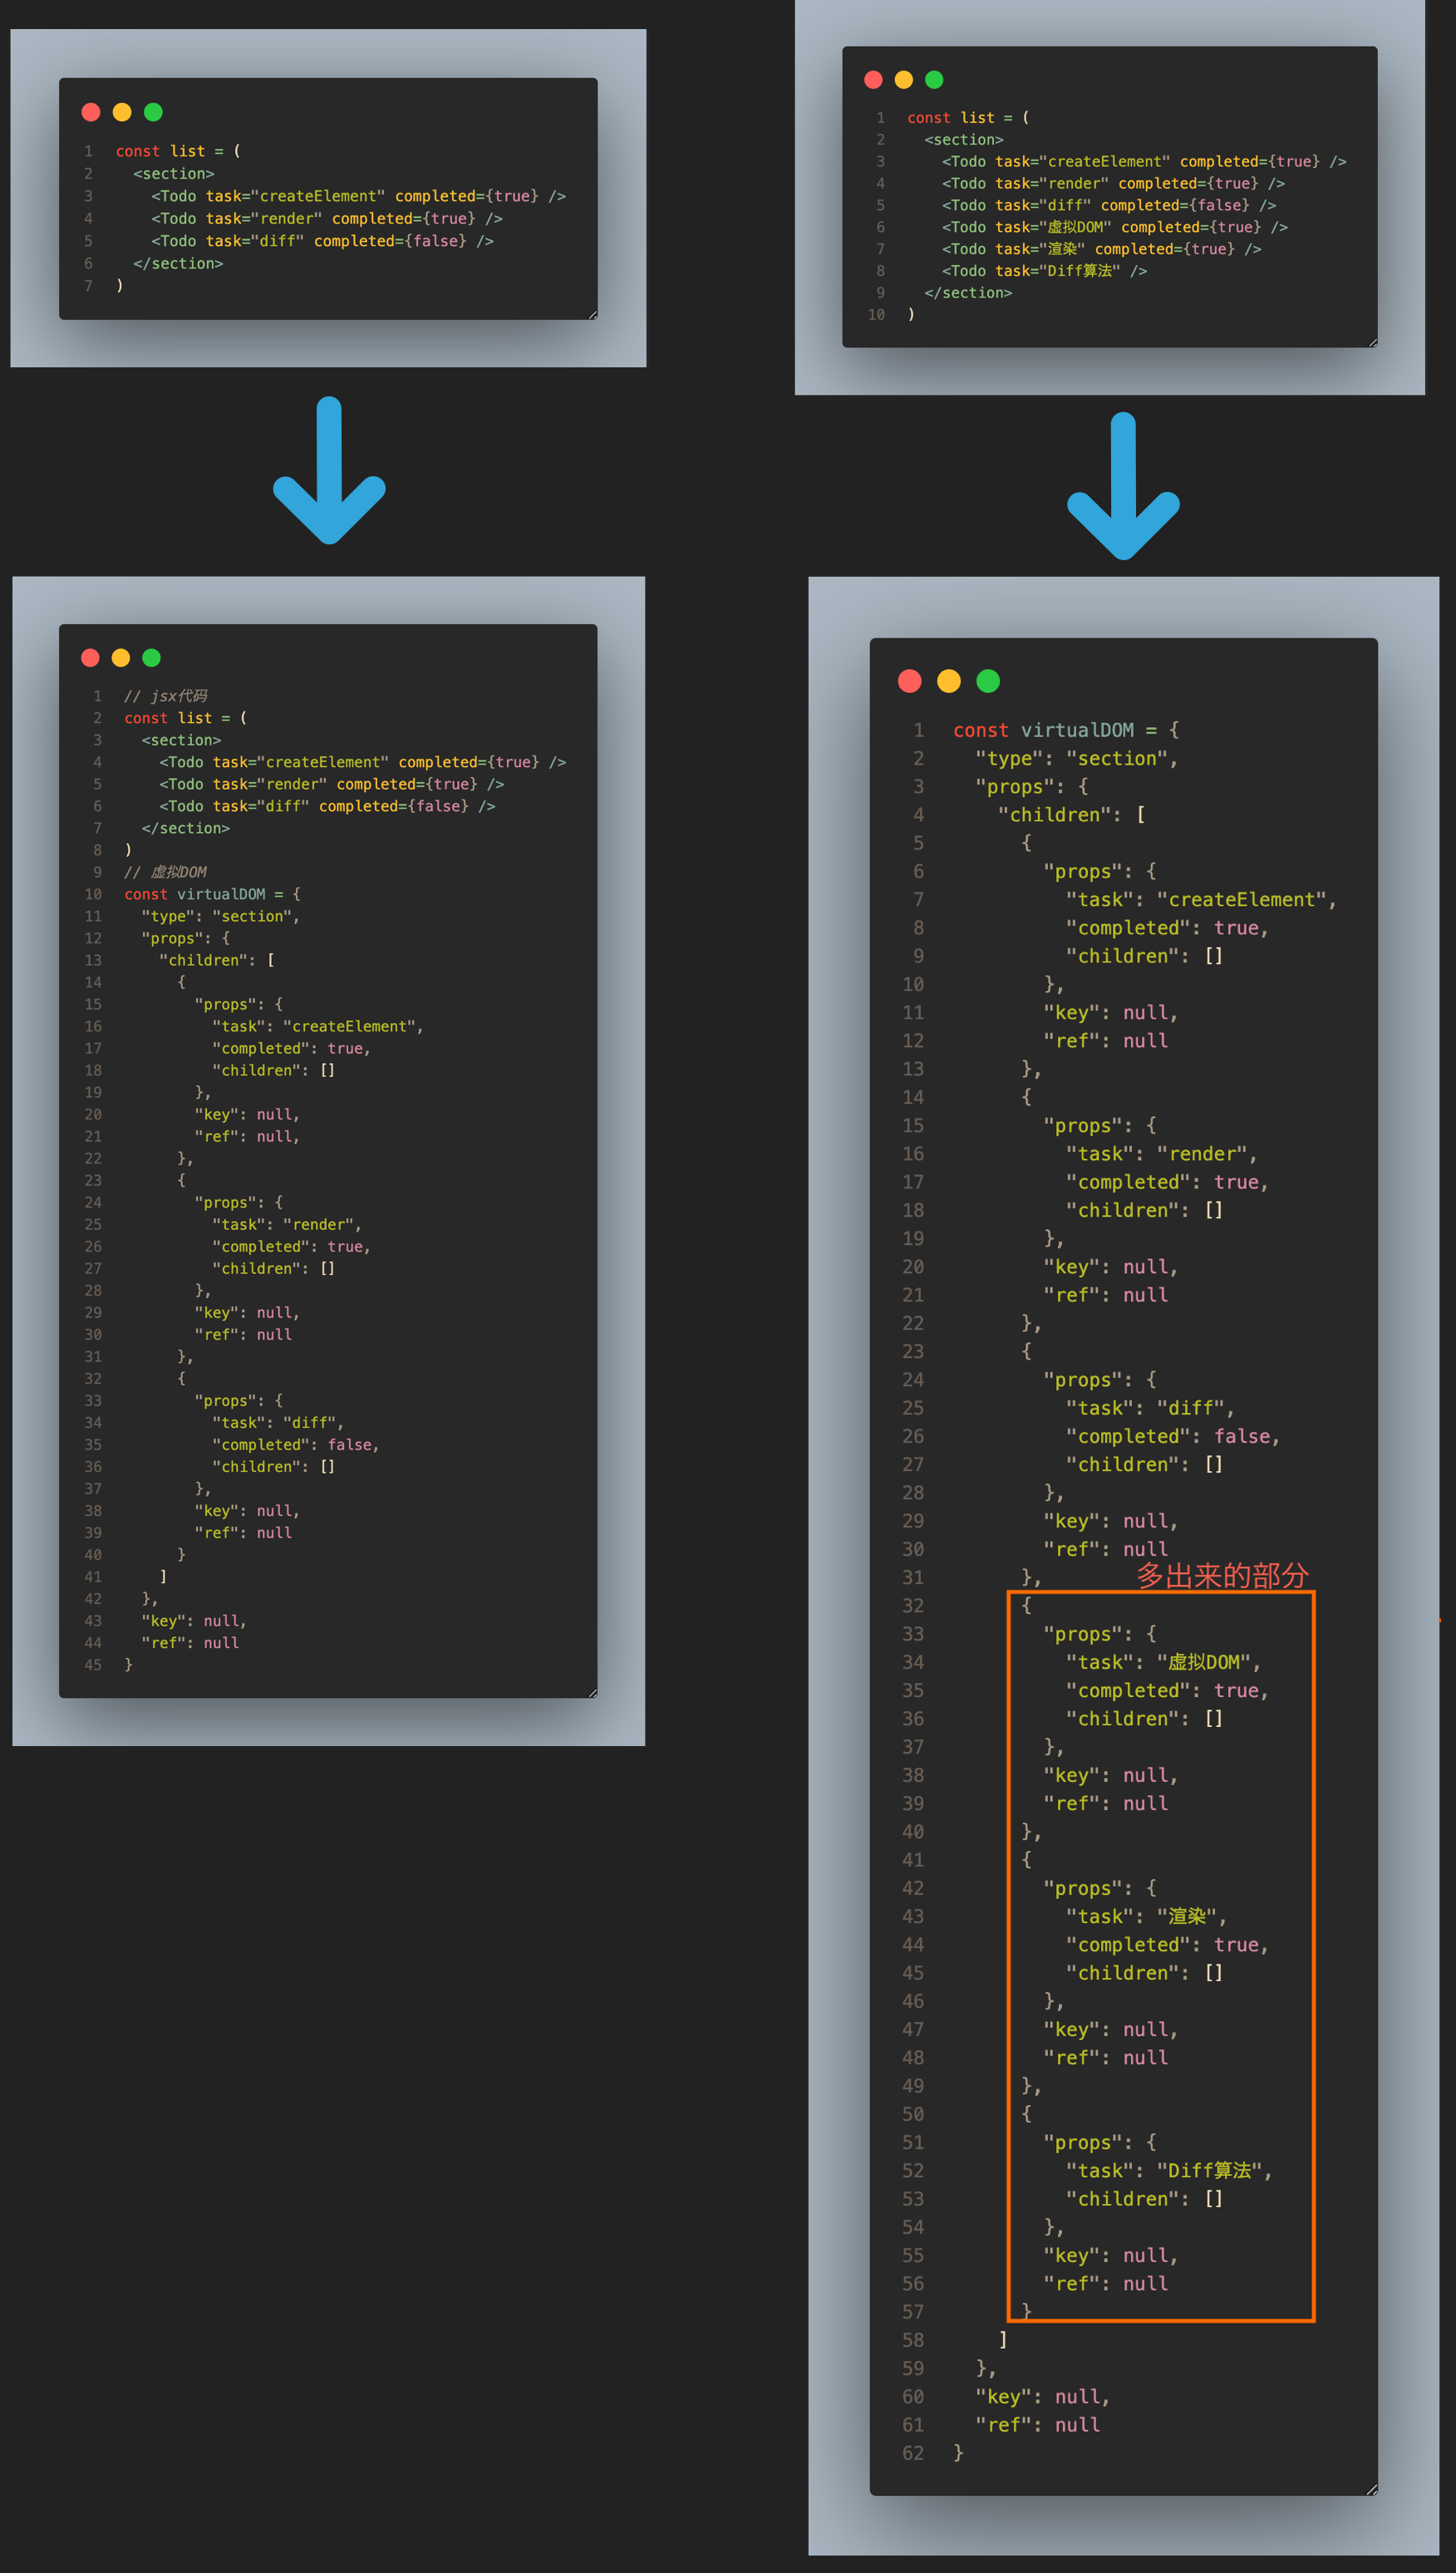 1 const list = (
2 <section>
3 <Todo task="createElement" completed={true} />
4 <Todo task="render" completed={true} />
5 <Todo task="diff" completed={false} />
6 </section>
7 )
1 const list = (
2 <section>
3 <Todo task="createElement" completed={true} />
4 <Todo task="render" completed={true} />
5 <Todo task="diff" completed={false} />
6 <Todo task="虚拟DOM" completed={true} />
7 <Todo task="渲染" completed={true} />
8 <Todo task="Diff算法" />
9 </section>
10 )
1 // jsx代码
2 const list = (
3 <section>
4 <Todo task="createElement" completed={true} />
5 <Todo task="render" completed={true} />
6 <Todo task="diff" completed={false} />
7 </section>
8 )
9 // 虚拟DOM
10 const virtualDOM = {
11 "type": "section",
12 "props": {
13 "children": [
14 {
15 "props": {
16 "task": "createElement",
17 "completed": true,
18 "children": []
19 },
20 "key": null,
21 "ref": null,
22 },
23 {
24 "props": {
25 "task": "render",
26 "completed": true,
27 "children": []
28 },
29 "key": null,
30 "ref": null
31 },
32 {
33 "props": {
34 "task": "diff",
35 "completed": false,
36 "children": []
37 },
38 "key": null,
39 "ref": null
40 }
41 ]
42 },
43 "key": null,
44 "ref": null
45 }
1 const virtualDOM = {
2 "type": "section",
3 "props": {
4 "children": [
5 {
6 "props": {
7 "task": "createElement",
8 "completed": true,
9 "children": []
10 },
11 "key": null,
12 "ref": null
13 },
14 {
15 "props": {
16 "task": "render",
17 "completed": true,
18 "children": []
19 },
20 "key": null,
21 "ref": null
22 },
23 {
24 "props": {
25 "task": "diff",
26 "completed": false,
27 "children": []
28 },
29 "key": null,
30 "ref": null
31 },
多出来的部分
32 {
33 "props": {
34 "task": "虚拟DOM",
35 "completed": true,
36 "children": []
37 },
38 "key": null,
39 "ref": null
40 },
41 {
42 "props": {
43 "task": "渲染",
44 "completed": true,
45 "children": []
46 },
47 "key": null,
48 "ref": null
49 },
50 {
51 "props": {
52 "task": "Diff算法",
53 "children": []
54 },
55 "key": null,
56 "ref": null
57 }
58 ]
59 },
60 "key": null,
61 "ref": null
62 }